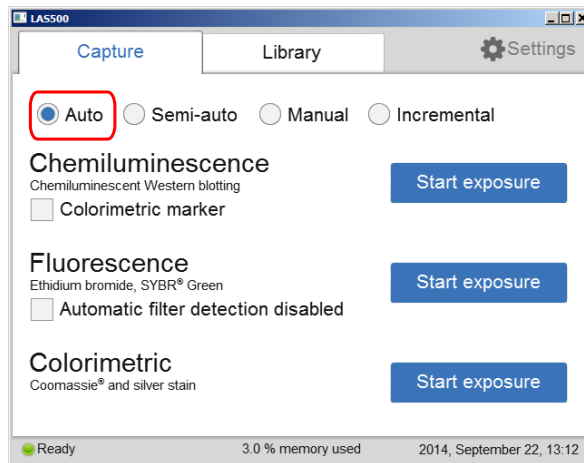 LAS500
Capture Library Settings
Auto Semi-auto Manual Incremental
Chemiluminescence
Chemiluminescent Western blotting
Start exposure
Colorimetric marker
Fluorescence
Ethidium bromide, SYBR® Green
Start exposure
Automatic filter detection disabled
Colorimetric
Coomassie® and silver stain
Start exposure
Ready 3.0 % memory used 2014, September 22, 13:12